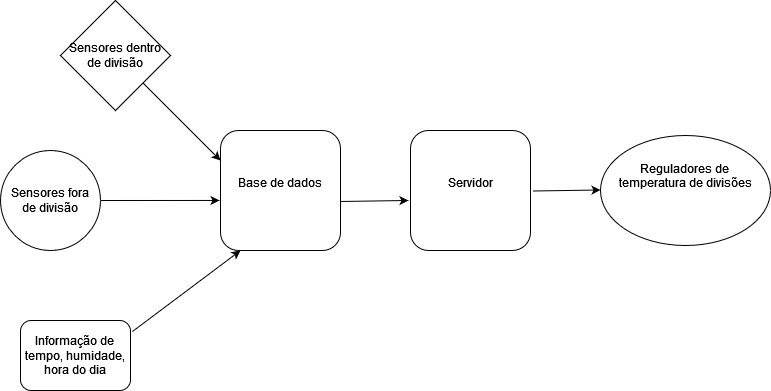 Sensores dentro
de divisão
Sensores fora
de divisão
Base de dados
Servidor
Reguladores de
temperatura de divisões
Informação de
tempo, humidade,
hora do dia